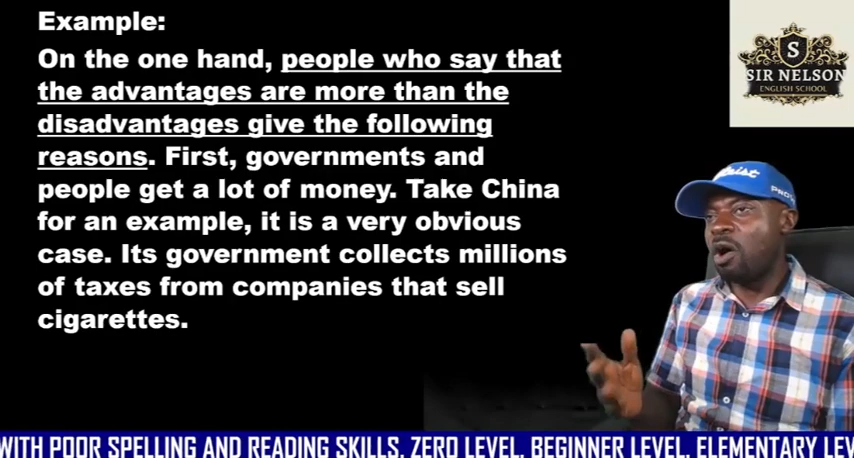 Example:
On the one hand, people who say that
the advantages are more than the
disadvantages give the following
reasons. First, governments and
people get a lot of money. Take China
for an example, it is a very obvious
case. Its government collects millions
of taxes from companies that sell
cigarettes.
S
SIR NELSON
ENGLISH SCHOOL
WITH POOR SPELLING AND READING SKILLS, ZERO LEVEL, BEGINNER LEVEL, ELEMENTARY LEV